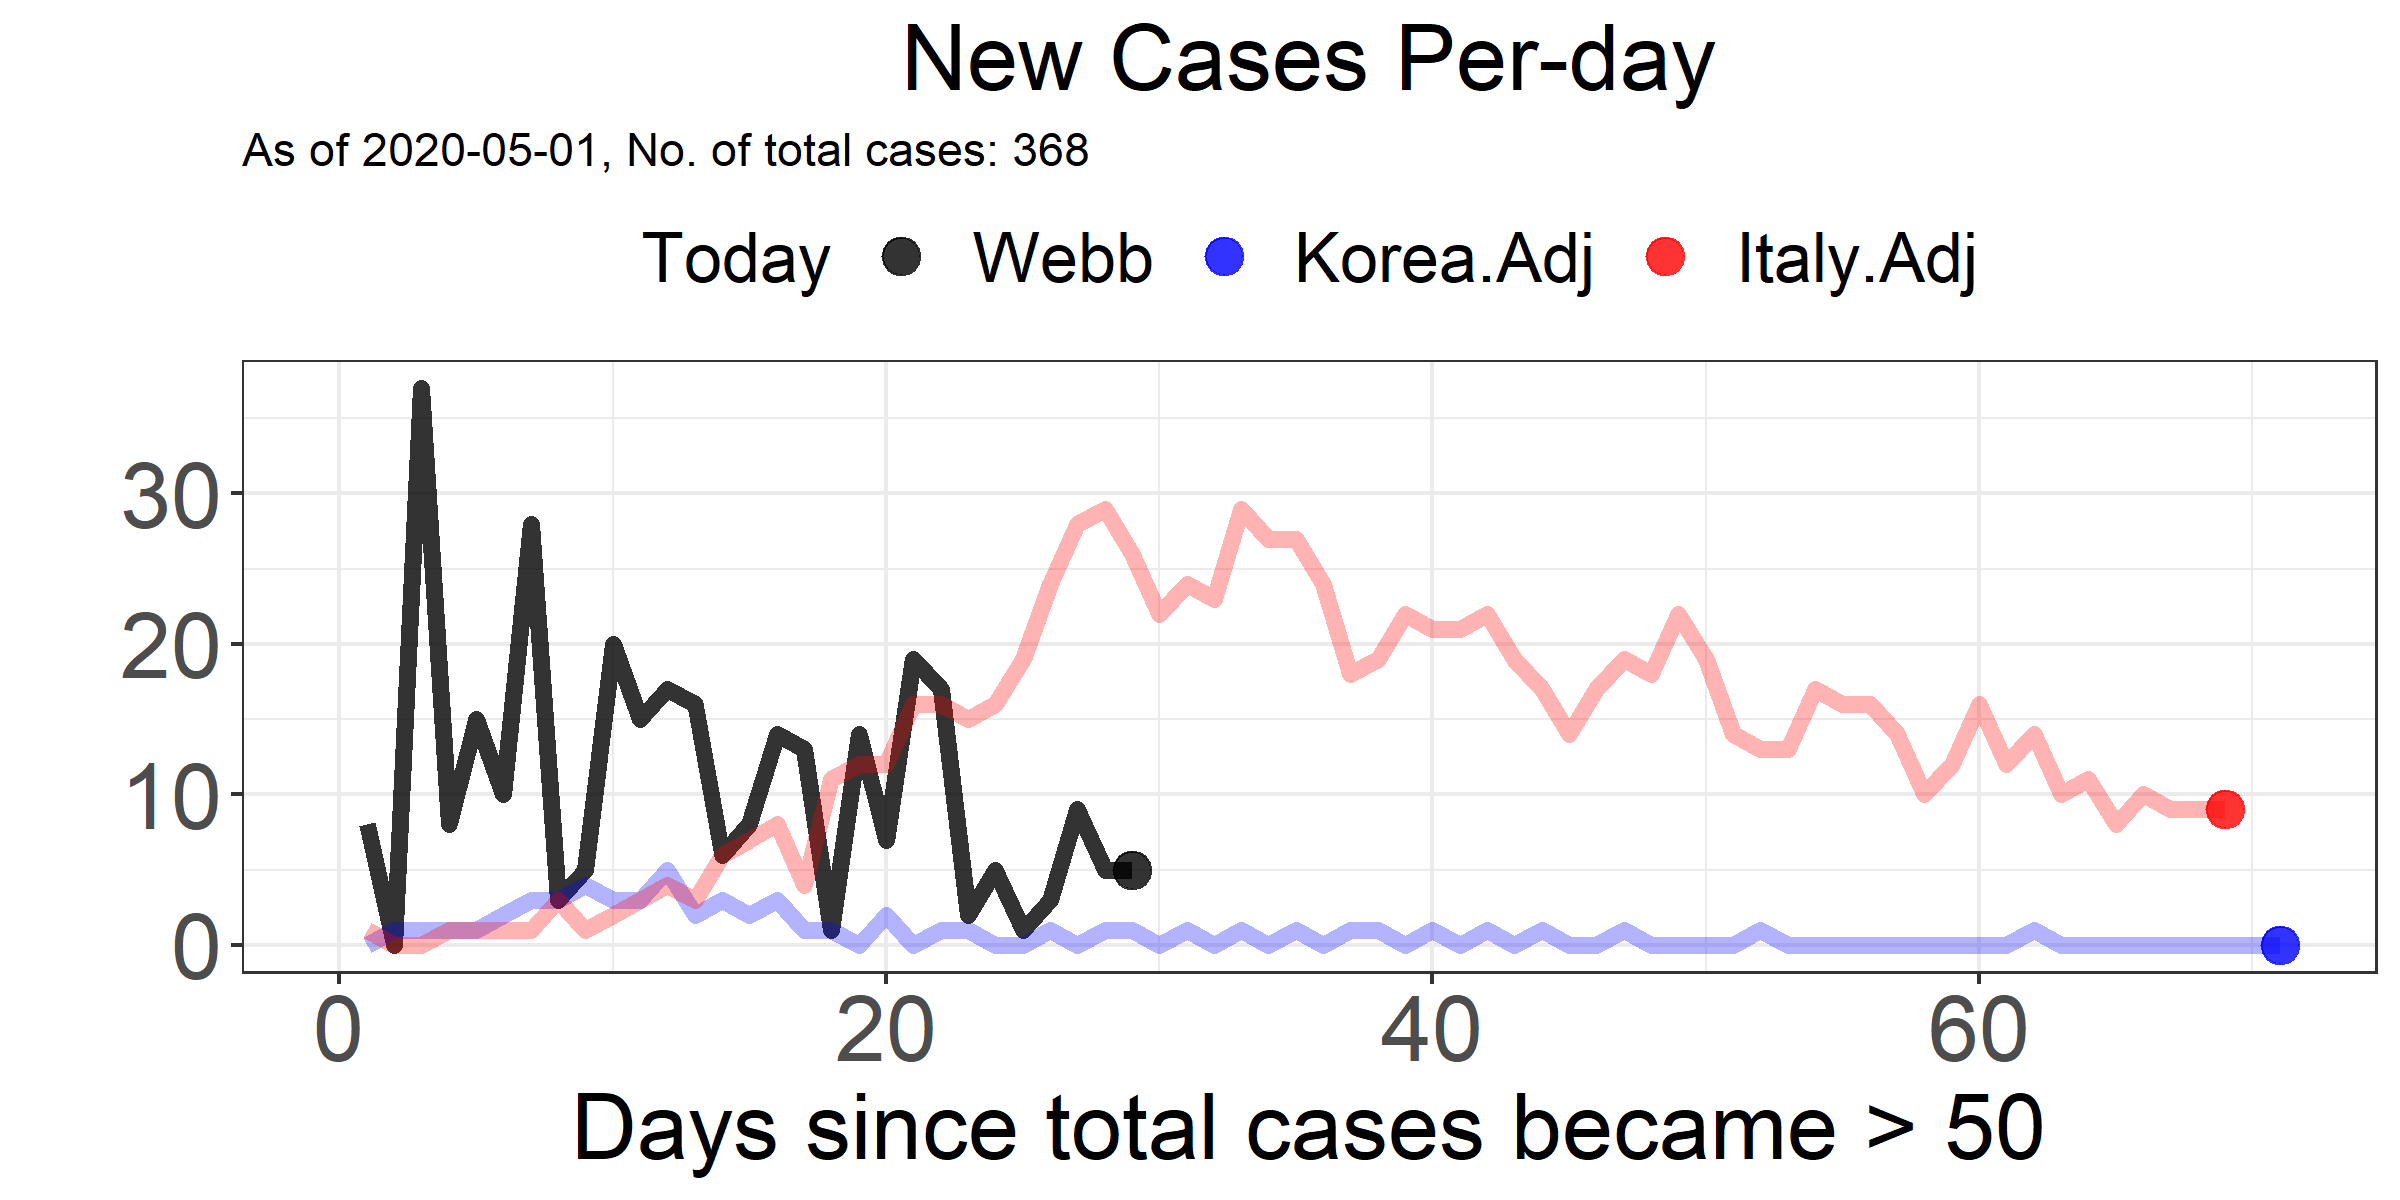 New Cases Per-day
As of 2020-05-01, No. of total cases: 368
Today Webb Korea.Adj Italy.Adj
30
20
10
0
0 20 40 60
Days since total cases became > 50